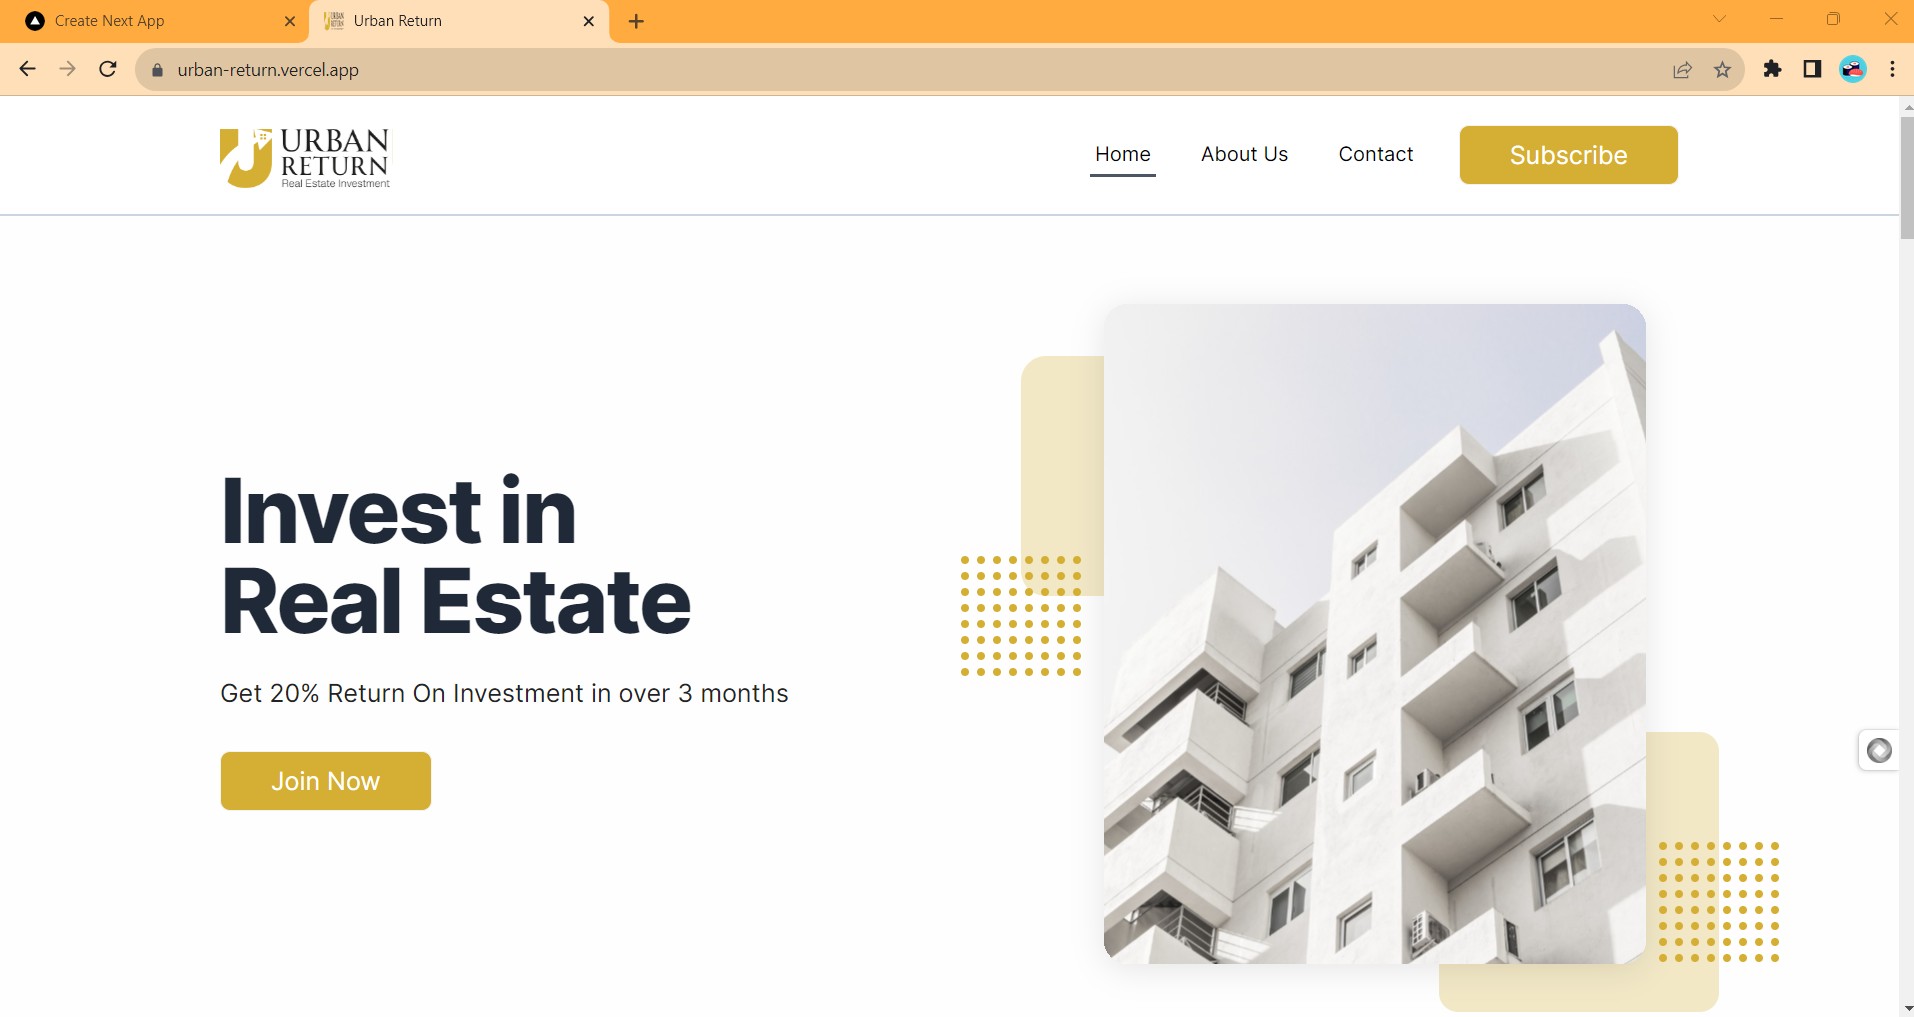 Create Next App
Urban Return
urban-return.vercel.app
URBAN
RETURN
Real Estate Investment
Home
About Us
Contact
Subscribe
Invest in
Real Estate
Get 20% Return On Investment in over 3 months
Join Now